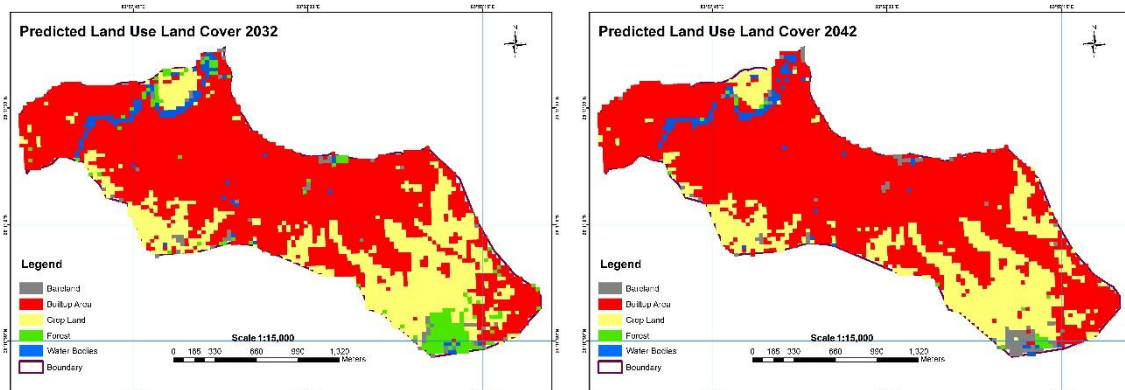 Predicted Land Use Land Cover 2032
Legend
Bareland
Builtup Area
Crop Land
Forest
Water Bodies
Boundary
Scale 1:15,000
0 185 330 660 990 1,320
Meters
Predicted Land Use Land Cover 2042
Legend
Bareland
Builtup Area
Crop Land
Forest
Water Bodies
Boundary
Scale 1:15,000
0 185 330 660 990 1,320
Meters